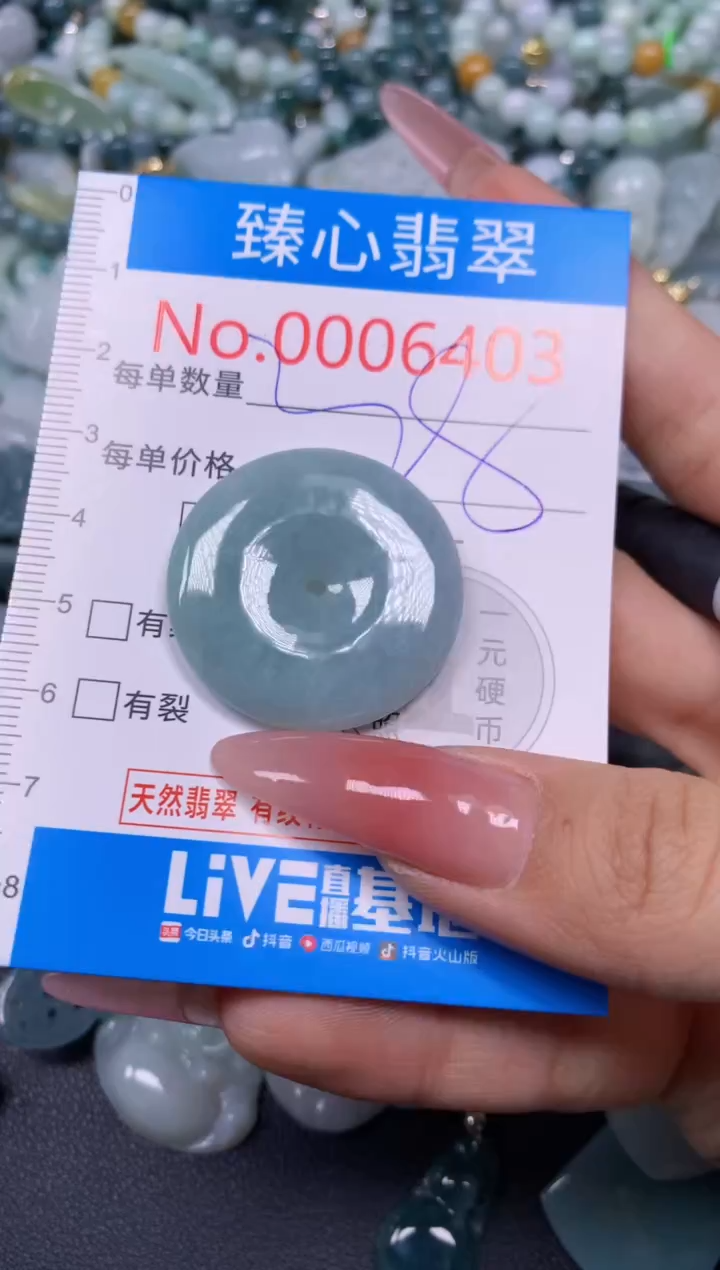 臻心翡翠
No.0006403
每单数量
每单价格
有
有裂
一元硬币
天然翡翠 有纹
LiVE直播基地
今日头条 抖音 西瓜视频 抖音火山版
0
1
2
3
4
5
6
7
8